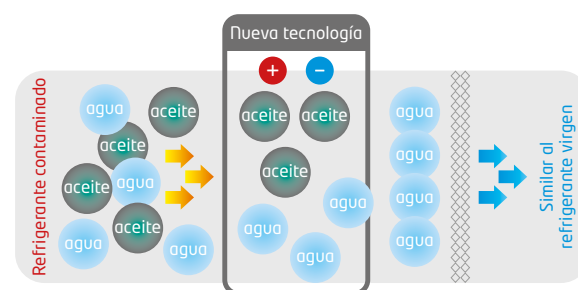 Nueva tecnología
+
−
Refrigerante contaminado
agua
aceite
aceite
aceite
agua
aceite
agua
agua
aceite
aceite
aceite
agua
agua
agua
agua
agua
agua
agua
Similar al
refrigerante virgen